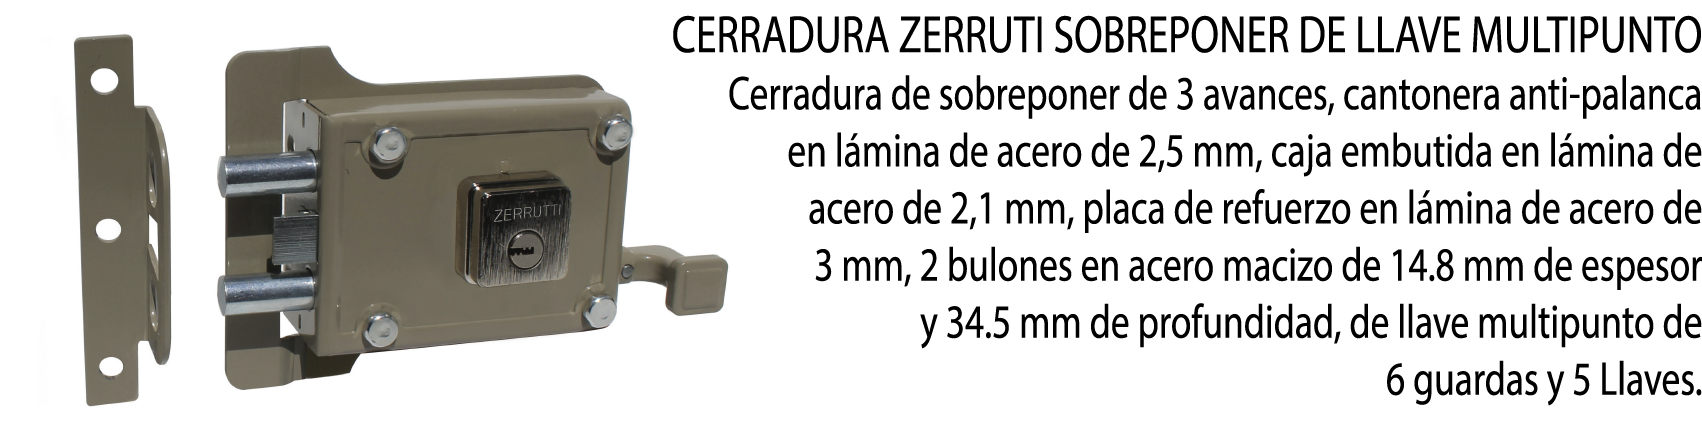 CERRADURA ZERRUTI SOBREPONER DE LLAVE MULTIPUNTO
Cerradura de sobreponer de 3 avances, cantonera anti-palanca
en lámina de acero de 2,5 mm, caja embutida en lámina de
acero de 2,1 mm, placa de refuerzo en lámina de acero de
3 mm, 2 bulones en acero macizo de 14.8 mm de espesor
y 34.5 mm de profundidad, de llave multipunto de
6 guardas y 5 Llaves.
ZERRUTTI